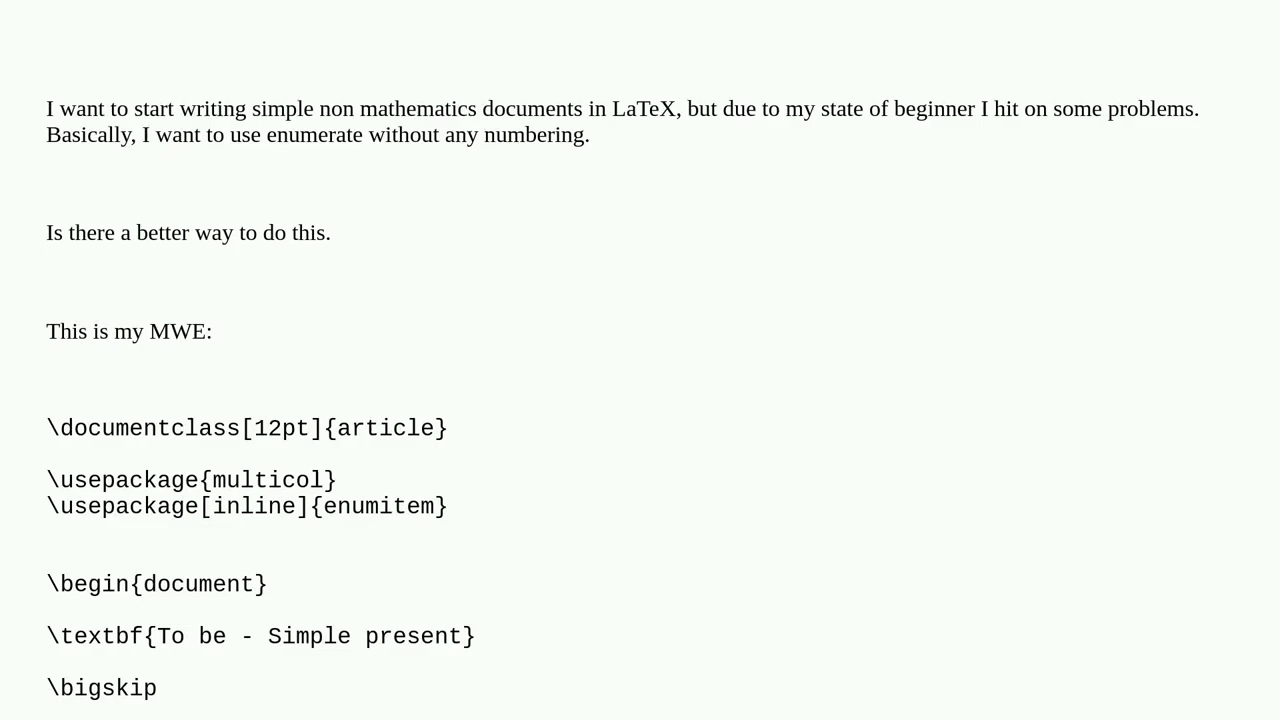 I want to start writing simple non mathematics documents in LaTeX, but due to my state of beginner I hit on some problems.
Basically, I want to use enumerate without any numbering.
Is there a better way to do this.
This is my MWE:
\documentclass[12pt]{article}
\usepackage{multicol}
\usepackage[inline]{enumitem}
\begin{document}
\textbf{To be - Simple present}
\bigskip